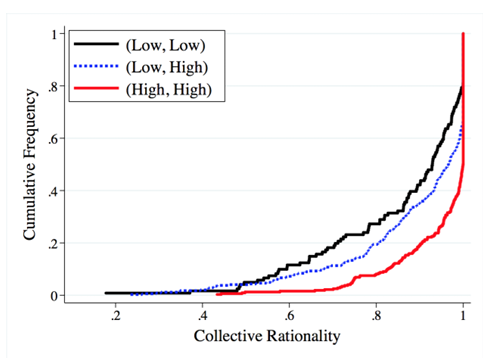 (Low, Low)
(Low, High)
(High, High)
Cumulative Frequency
1
.8
.6
.4
.2
0
.2
.4
.6
.8
1
Collective Rationality